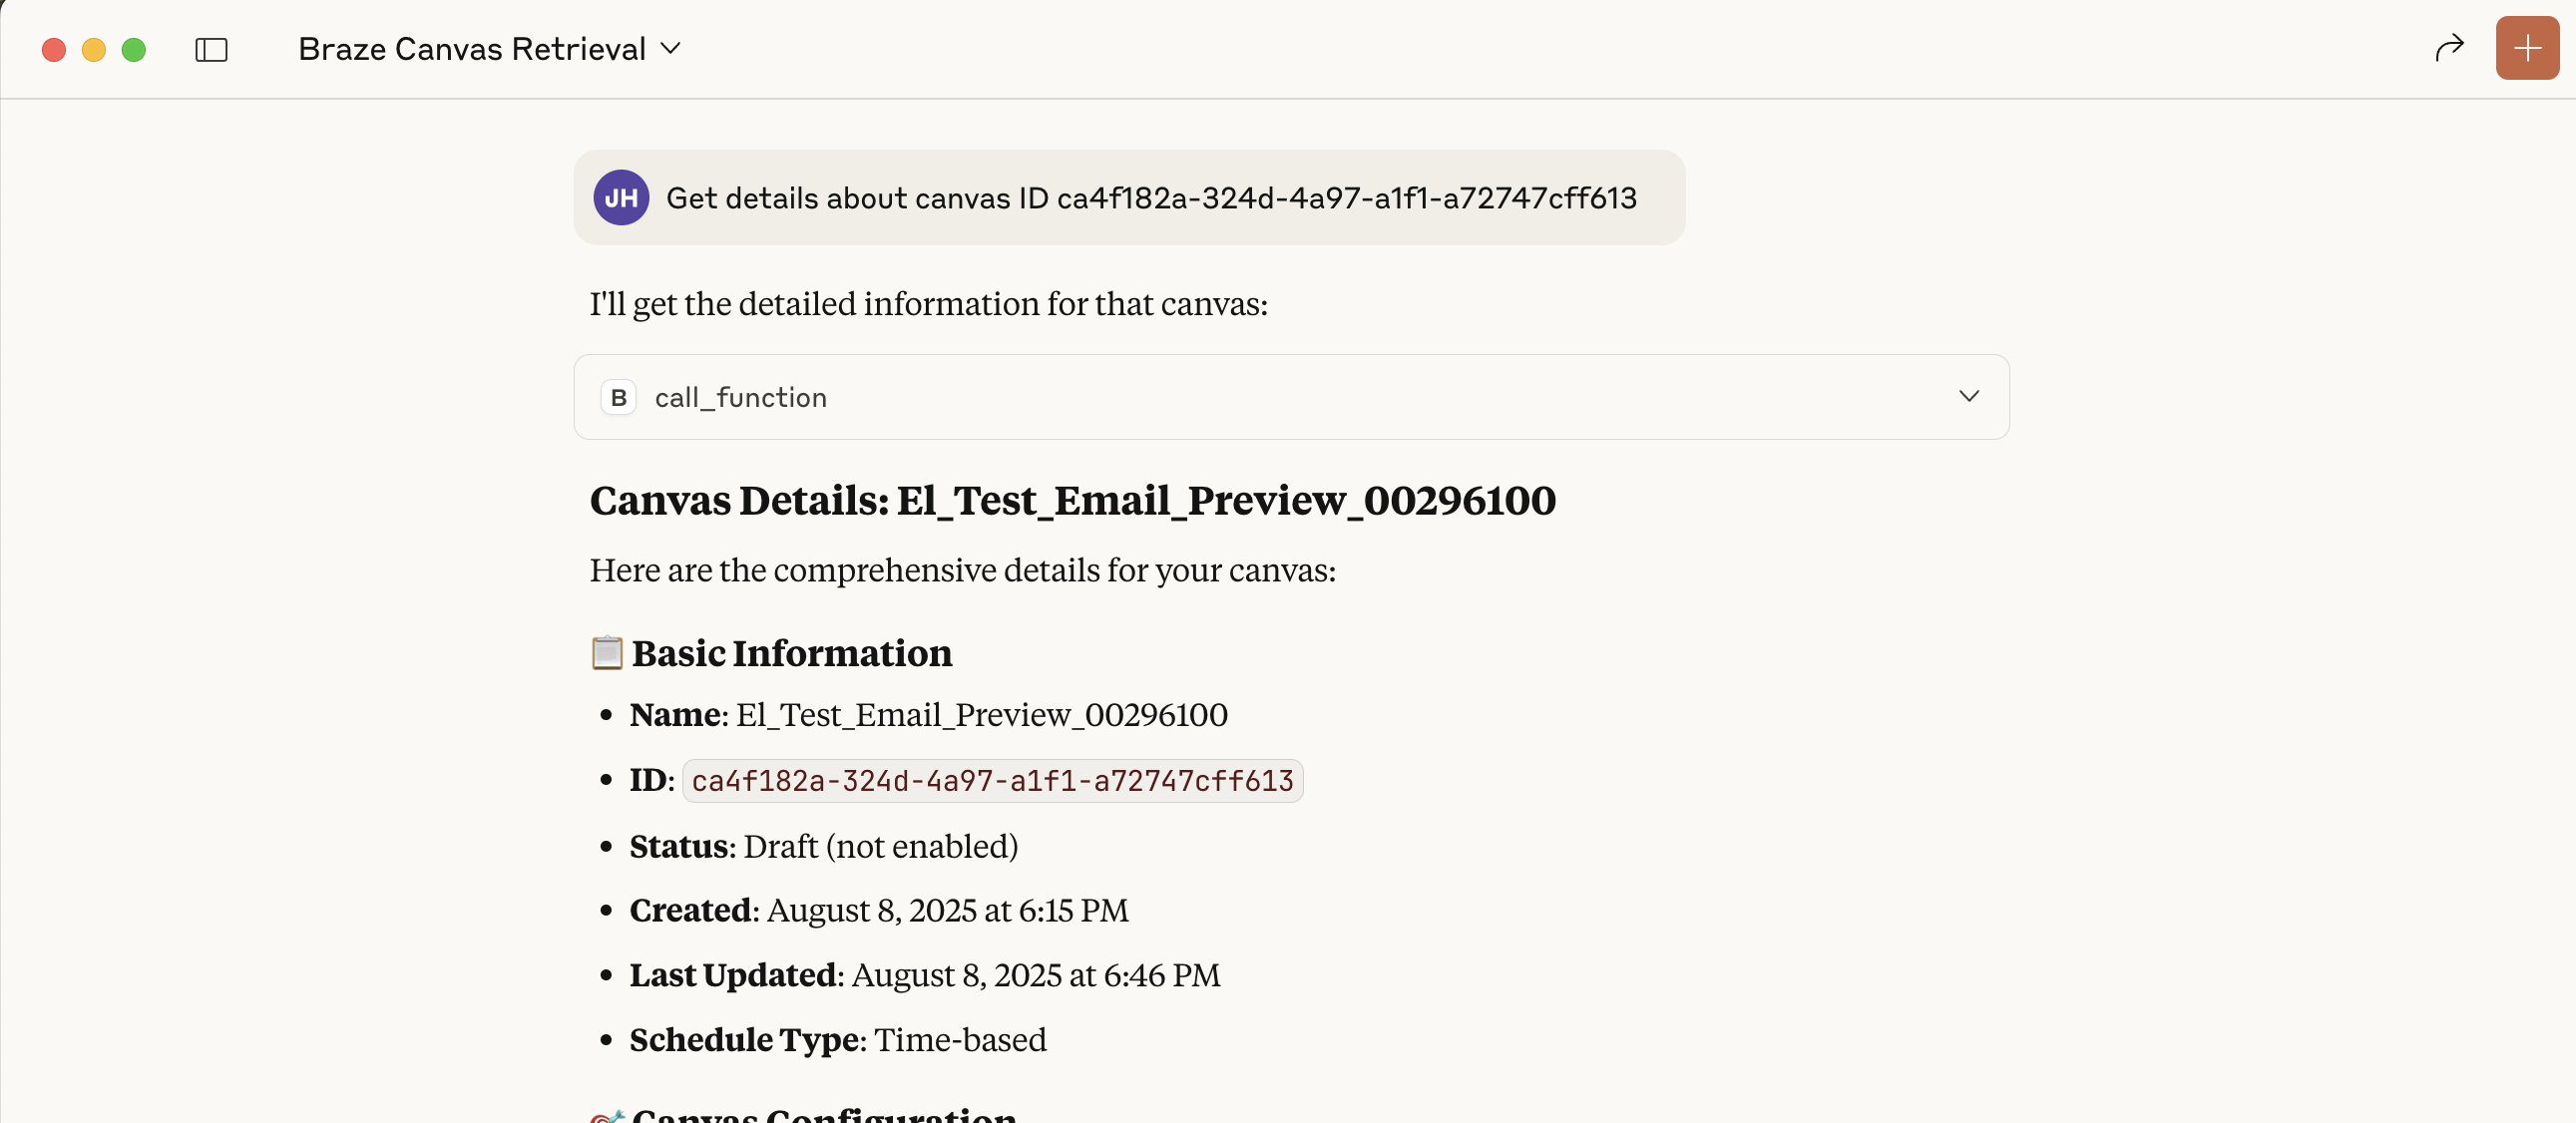 Braze Canvas Retrieval
JH Get details about canvas ID ca4f182a-324d-4a97-a1f1-a72747cff613
I'll get the detailed information for that canvas:
B call_function
Canvas Details: El_Test_Email_Preview_00296100
Here are the comprehensive details for your canvas:
📋 Basic Information
• Name: El_Test_Email_Preview_00296100
• ID: ca4f182a-324d-4a97-a1f1-a72747cff613
• Status: Draft (not enabled)
• Created: August 8, 2025 at 6:15 PM
• Last Updated: August 8, 2025 at 6:46 PM
• Schedule Type: Time-based
🎯 Canvas Configuration